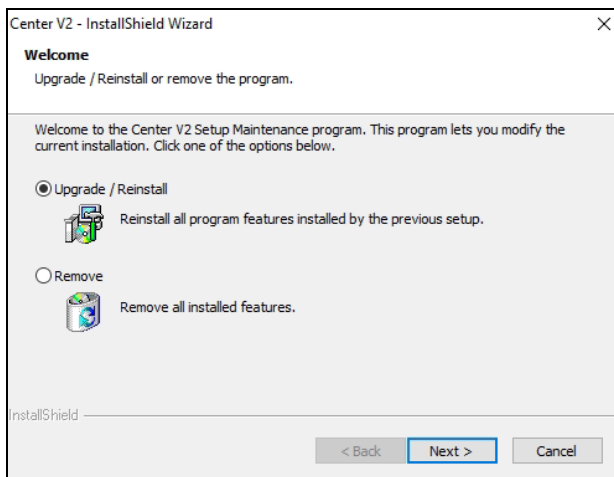 Center V2 - InstallShield Wizard
Welcome
Upgrade / Reinstall or remove the program.
Welcome to the Center V2 Setup Maintenance program. This program lets you modify the
current installation. Click one of the options below.
Upgrade / Reinstall
Reinstall all program features installed by the previous setup.
Remove
Remove all installed features.
InstallShield
< Back Next > Cancel